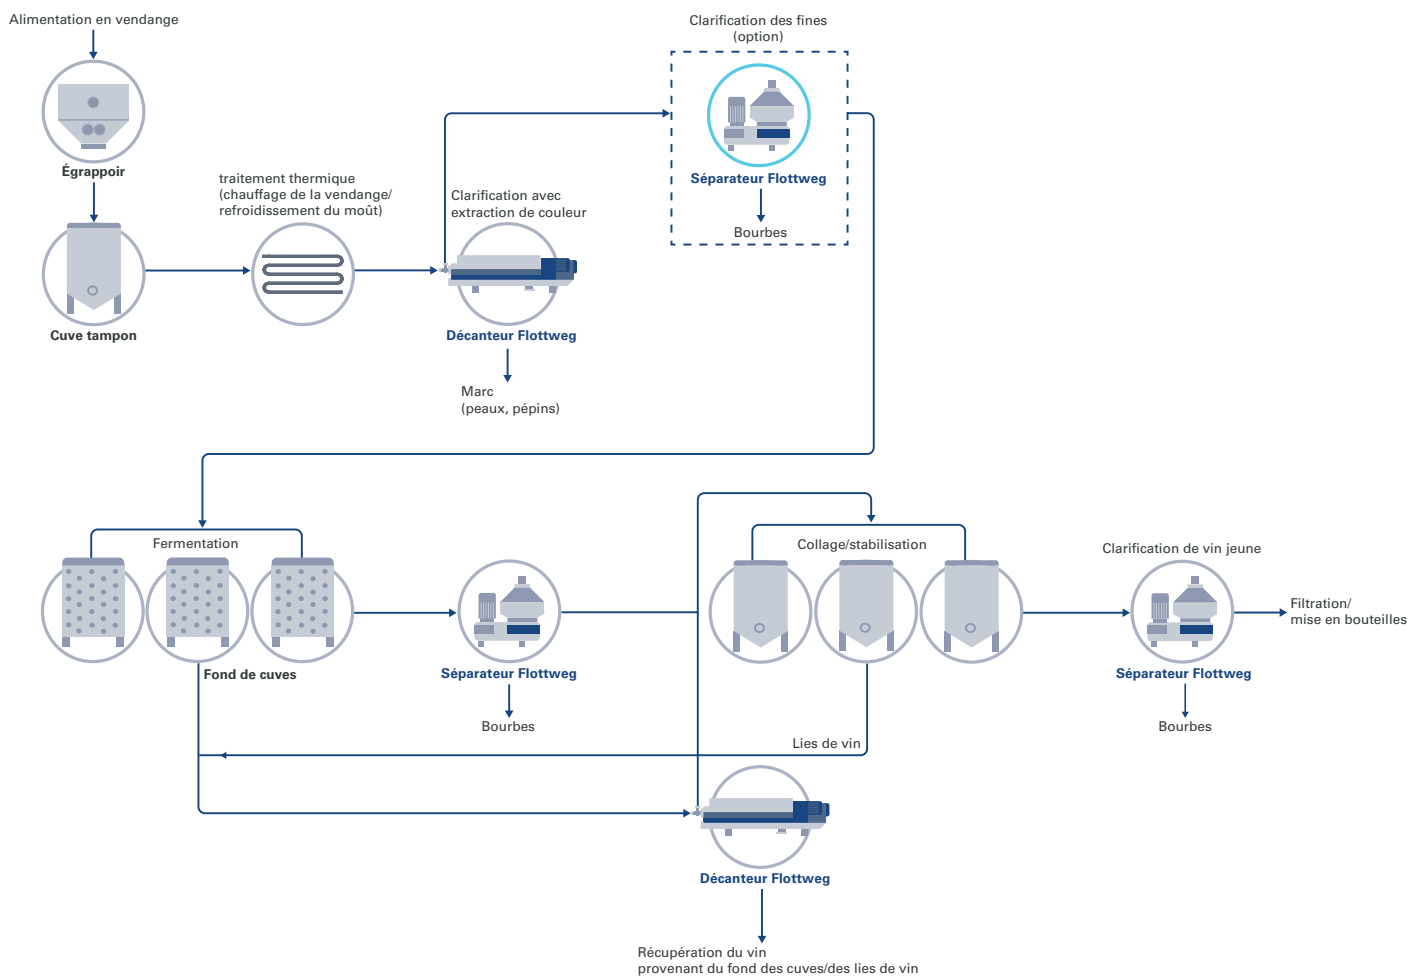 Alimentation en vendange
Égrappoir
Cuve tampon
traitement thermique
(chauffage de la vendange/
refroidissement du moût)
Clarification avec
extraction de couleur
Décanteur Flottweg
Marc
(peaux, pépins)
Clarification des fines
(option)
Séparateur Flottweg
Bourbes
Fermentation
Fond de cuves
Séparateur Flottweg
Bourbes
Collage/stabilisation
Lies de vin
Clarification de vin jeune
Séparateur Flottweg
Bourbes
Filtration/
mise en bouteilles
Décanteur Flottweg
Récupération du vin
provenant du fond des cuves/des lies de vin